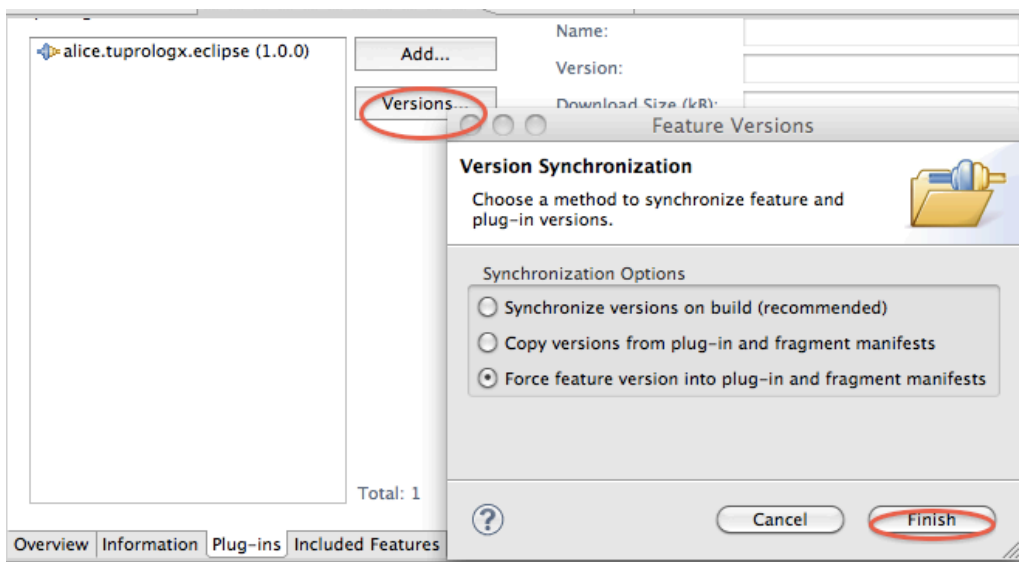 alice.tuprologx.eclipse (1.0.0)
Add...
Versions...
Total: 1
Name:
Version:
Download Size (kB):
Feature Versions
Version Synchronization
Choose a method to synchronize feature and
plug-in versions.
Synchronization Options
Synchronize versions on build (recommended)
Copy versions from plug-in and fragment manifests
Force feature version into plug-in and fragment manifests
?
Cancel
Finish
Overview Information Plug-ins Included Features